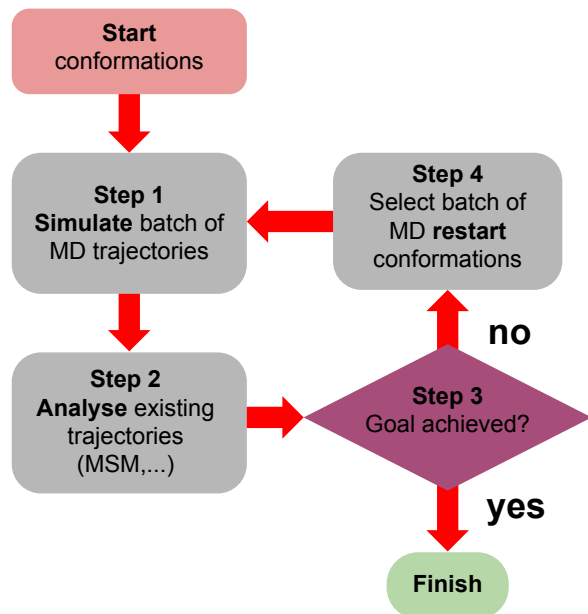 Start
conformations
Step 1
Simulate batch of
MD trajectories
Step 4
Select batch of
MD restart
conformations
Step 2
Analyse existing
trajectories
(MSM,...)
no
Step 3
Goal achieved?
yes
Finish